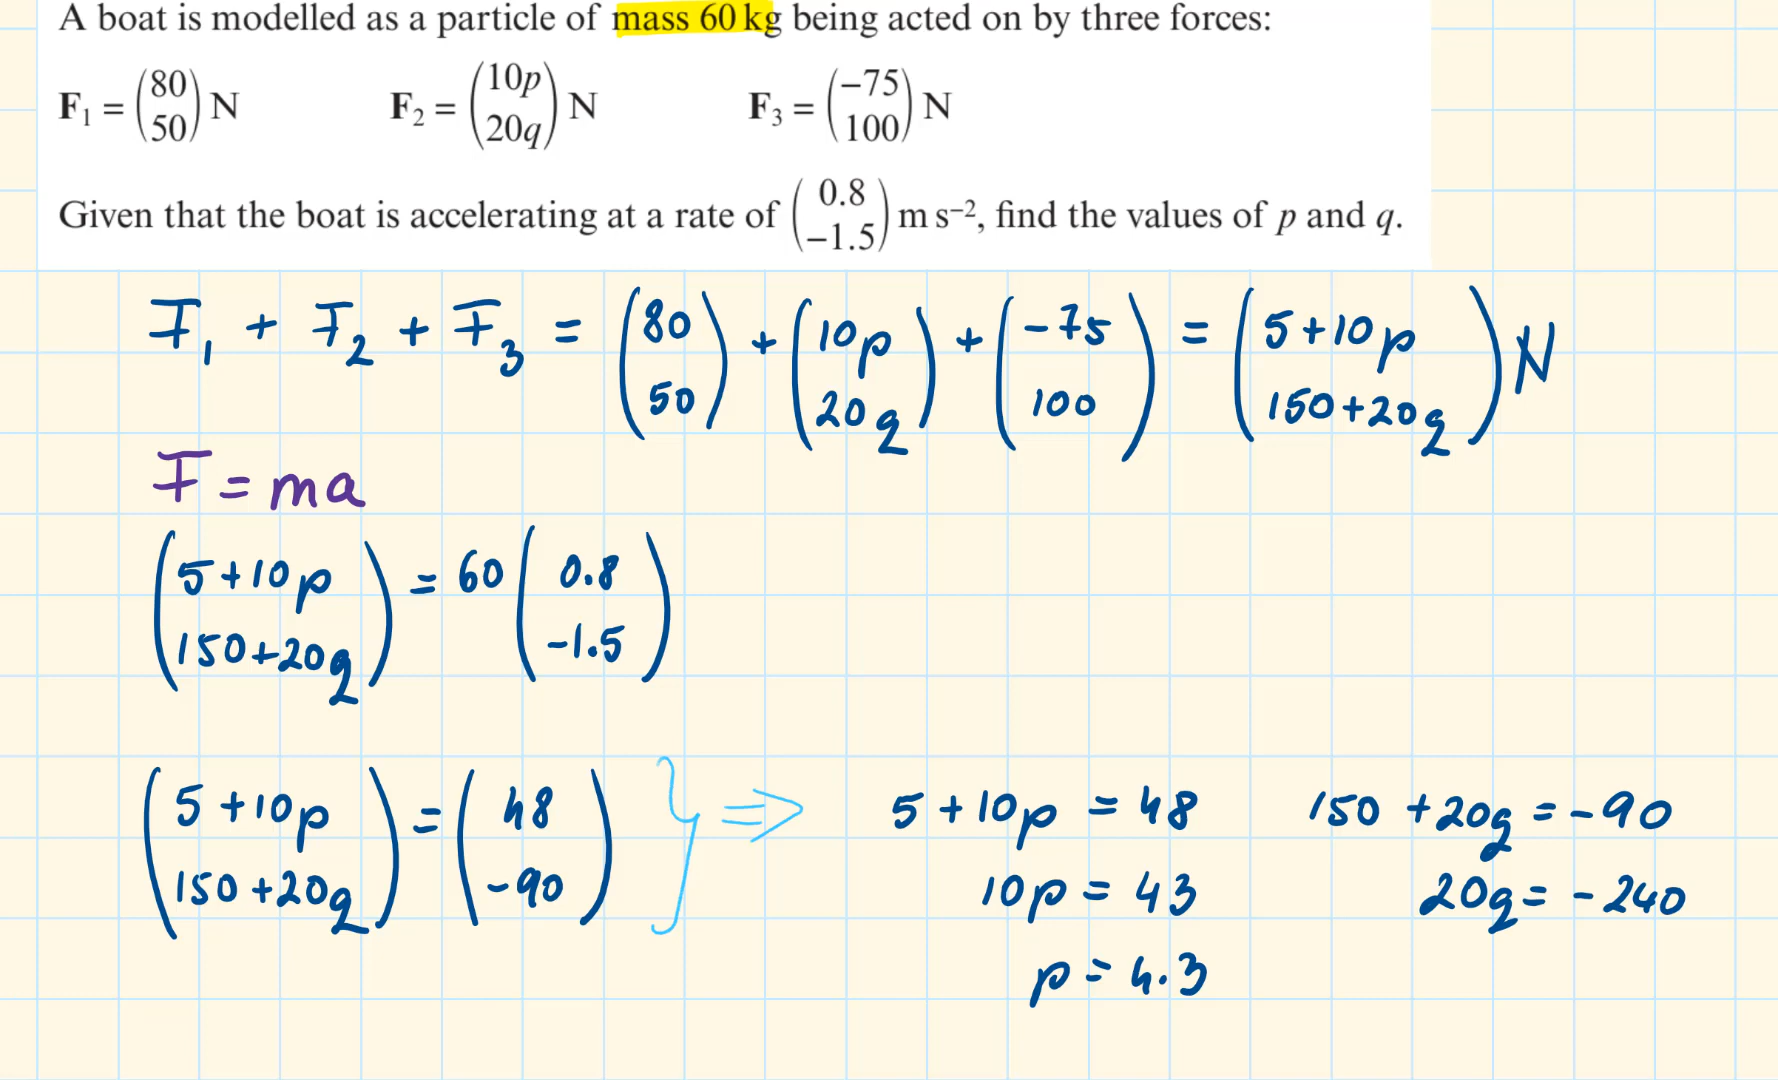 A boat is modelled as a particle of mass 60 kg being acted on by three forces:
F₁ = (80 50) N F₂ = (10p 20q) N F₃ = (−75 100) N
Given that the boat is accelerating at a rate of (0.8 −1.5) m s⁻², find the values of p and q.
F₁ + F₂ + F₃ = (80 50) + (10p 20q) + (−75 100) = (5+10p 150+20q) N
F = ma
(5+10p 150+20q) = 60 (0.8 −1.5)
(5+10p 150+20q) = (48 −90) } ⇒
5+10p = 48
10p = 43
p = 4.3
150+20q = −90
20q = −240